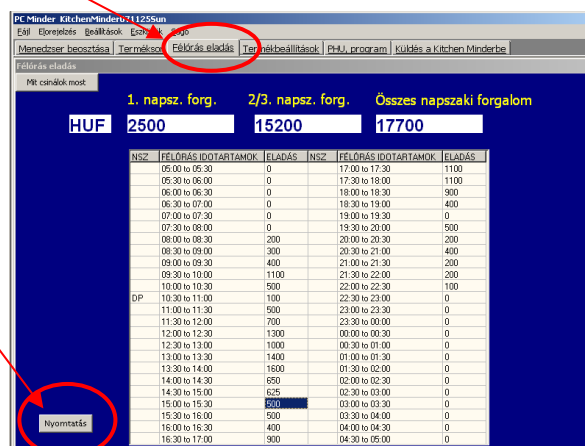 PC Minder KitchenMinder071125Sun
Fájl Előrejelzés Beállítások Súgó
Menedzser beosztása Félórás eladás Termékbeállítások PHU, program Küldés a Kitchen Minderbe
Félórás eladás
Mit csinálok most
1. napsz. forg. 2/3. napsz. forg. Összes napszaki forgalom
HUF 2500 15200 17700
NSZ FÉLÓRÁS IDOTARTAMOK ELADÁS NSZ FÉLÓRÁS IDOTARTAMOK ELADÁS
05:00 to 05:30 0 17:00 to 17:30 1100
05:30 to 06:00 0 17:30 to 18:00 1100
06:00 to 06:30 0 18:00 to 18:30 900
06:30 to 07:00 0 18:30 to 19:00 400
07:00 to 07:30 0 19:00 to 19:30 0
07:30 to 08:00 0 19:30 to 20:00 500
08:00 to 08:30 200 20:00 to 20:30 200
08:30 to 09:00 300 20:30 to 21:00 400
09:00 to 09:30 400 21:00 to 21:30 200
09:30 to 10:00 1100 21:30 to 22:00 200
10:00 to 10:30 500 22:00 to 22:30 100
DP 10:30 to 11:00 100 22:30 to 23:00 0
11:00 to 11:30 500 23:00 to 23:30 0
11:30 to 12:00 700 23:30 to 00:00 0
12:00 to 12:30 1300 00:00 to 00:30 0
12:30 to 13:00 1000 00:30 to 01:00 0
13:00 to 13:30 1400 01:00 to 01:30 0
13:30 to 14:00 1600 01:30 to 02:00 0
14:00 to 14:30 650 02:00 to 02:30 0
14:30 to 15:00 625 02:30 to 03:00 0
15:00 to 15:30 500 03:00 to 03:30 0
15:30 to 16:00 500 03:30 to 04:00 0
16:00 to 16:30 400 04:00 to 04:30 0
16:30 to 17:00 900 04:30 to 05:00 0
Nyomtatás